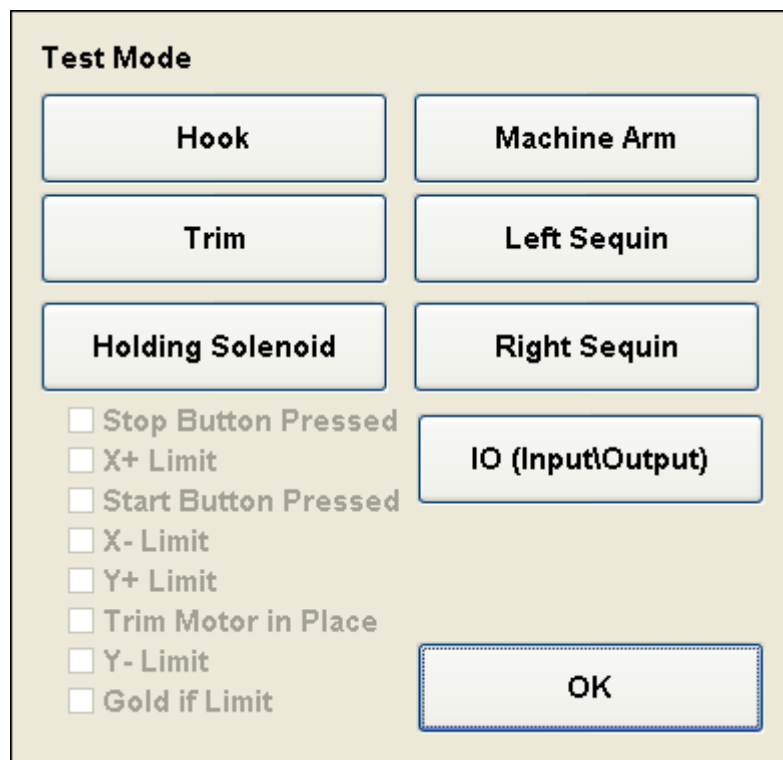 Test Mode
Hook
Machine Arm
Trim
Left Sequin
Holding Solenoid
Right Sequin
Stop Button Pressed
X+ Limit
Start Button Pressed
X- Limit
Y+ Limit
Trim Motor in Place
Y- Limit
Gold if Limit
IO (Input\Output)
OK